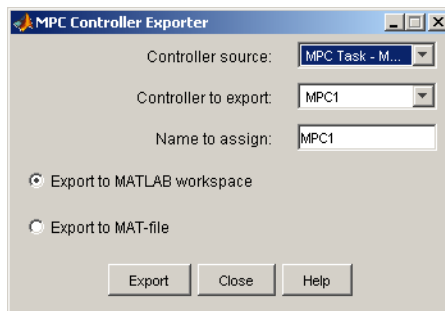 MPC Controller Exporter
Controller source: MPC Task - M...
Controller to export: MPC1
Name to assign: MPC1
Export to MATLAB workspace
Export to MAT-file
Export Close Help